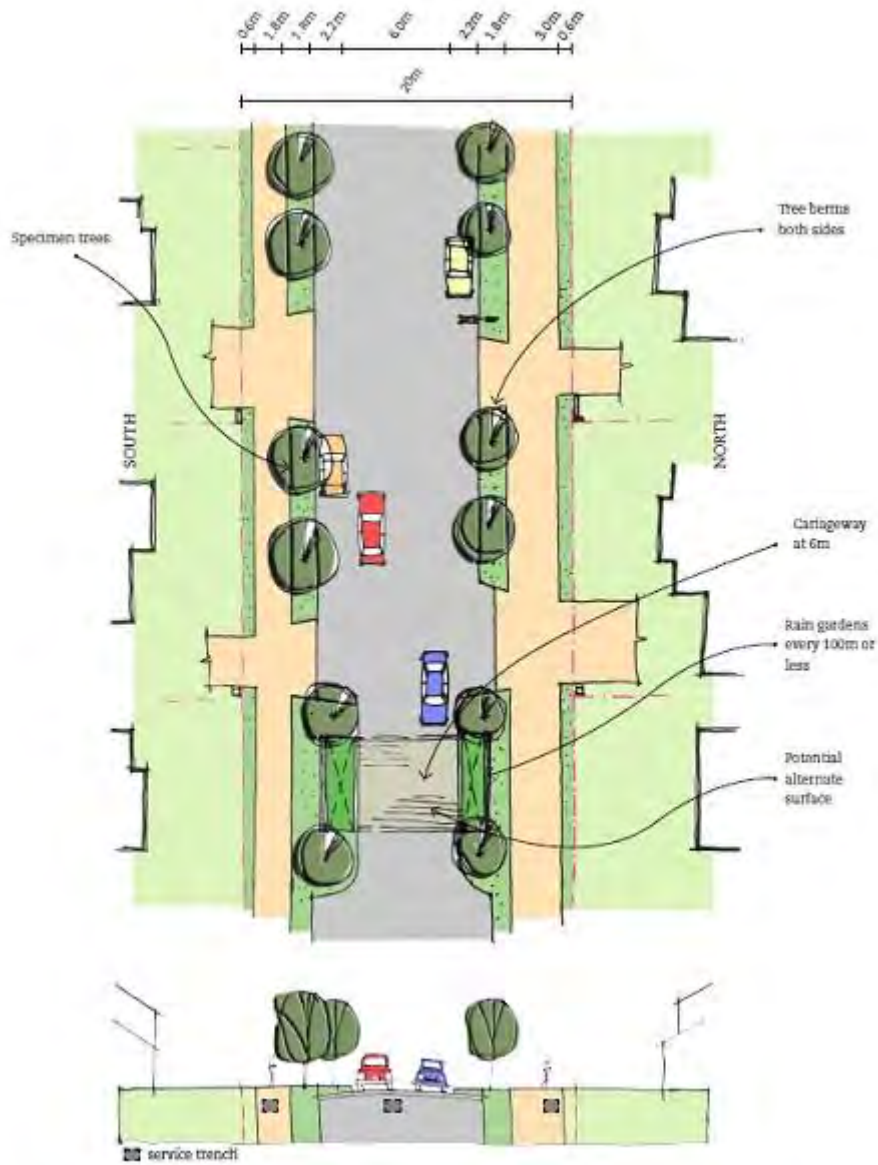 0.6m
1.8m
1.8m
2.2m
6.0m
2.2m
1.8m
3.0m
0.6m
20m
Specimen trees
Tree berms
both sides
SOUTH
NORTH
Cariageway
at 6m
Rain gardens
every 100m or
less
Potential
alternate
surface
service trench